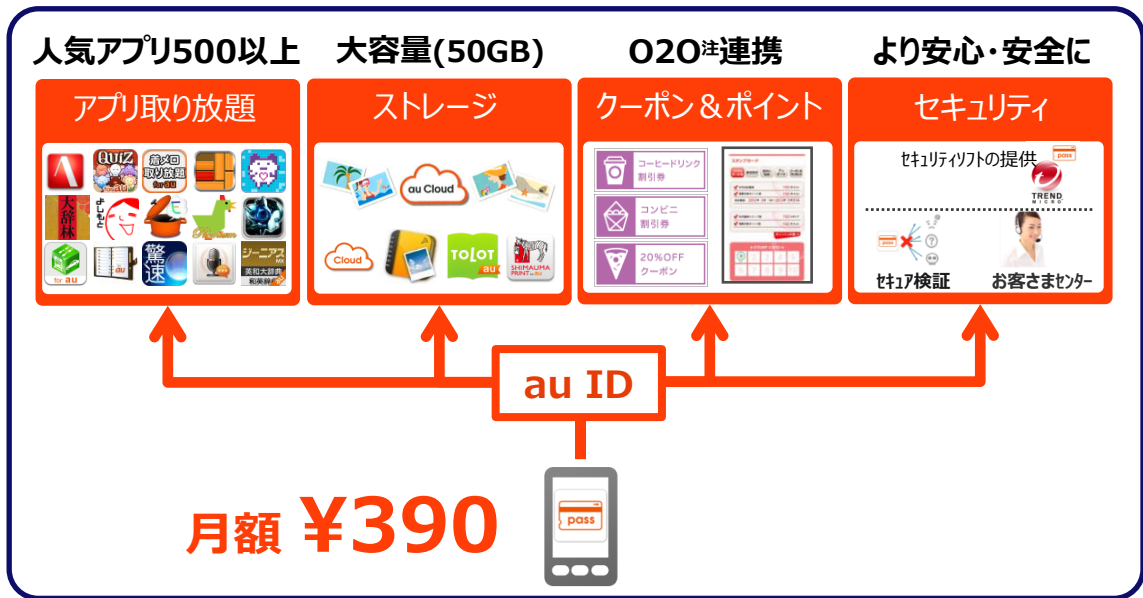 人気アプリ500以上
大容量(50GB)
O2O注連携
より安心・安全に
アプリ取り放題
ストレージ
クーポン＆ポイント
セキュリティ
QUIZ
着メロ
取り放題
for au
大辞林
よしもと
for au
au
驚速
ジーニアス
MX
英和大辞典
au Cloud
Cloud
TOLOT
au
SHIMAUMA
PRINT for au
コーヒードリンク
割引券
コンビニ
割引券
20%OFF
クーポン
スタンプカード
セキュリティソフトの提供
pass
TREND
MICRO
pass
?
セキュア検証
お客さまセンター
au ID
月額 ¥390
pass